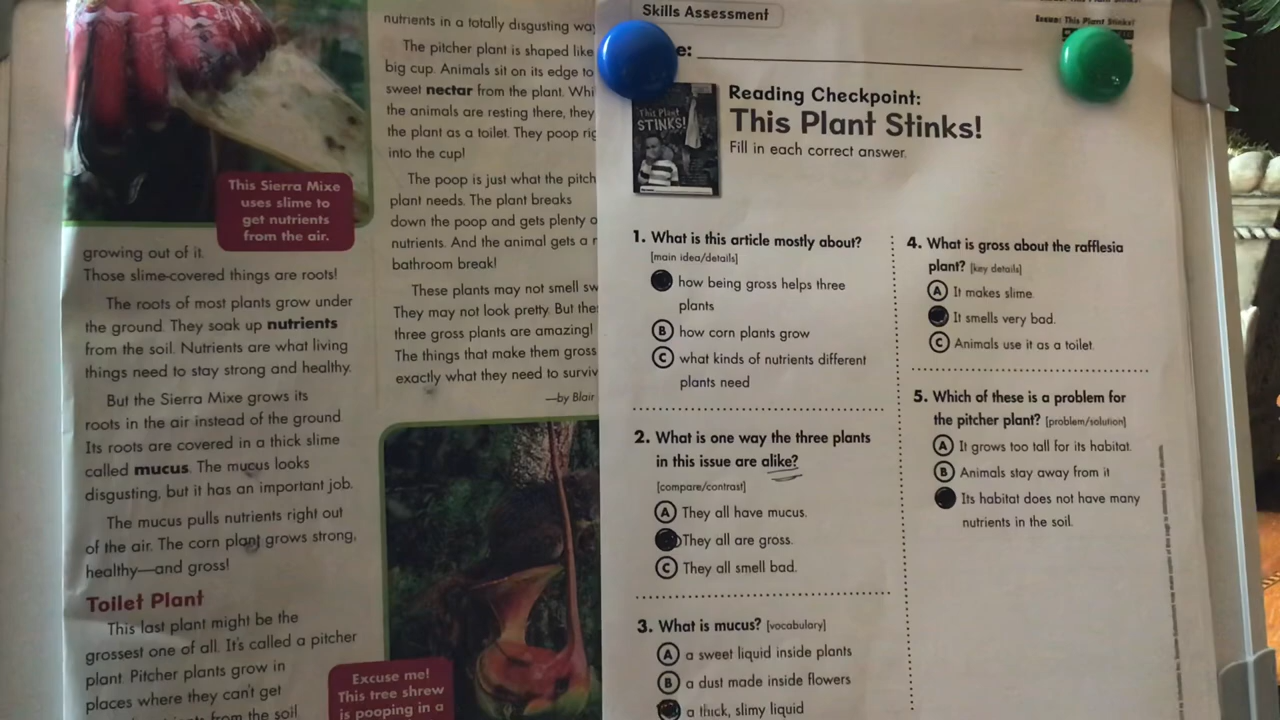 This Sierra Mixe
uses slime to
get nutrients
from the air.
growing out of it.
Those slime-covered things are roots!
The roots of most plants grow under
the ground. They soak up nutrients
from the soil. Nutrients are what living
things need to stay strong and healthy.
But the Sierra Mixe grows its
roots in the air instead of the ground.
Its roots are covered in a thick slime
called mucus. The mucus looks
disgusting, but it has an important job.
The mucus pulls nutrients right out
of the air. The corn plant grows strong,
healthy—and gross!
Toilet Plant
This last plant might be the
grossest one of all. It's called a pitcher
plant. Pitcher plants grow in
places where they can't get
from the soil
nutrients in a totally disgusting way
The pitcher plant is shaped like
big cup. Animals sit on its edge to
sweet nectar from the plant. Whi
the animals are resting there, they
the plant as a toilet. They poop rig
into the cup!
The poop is just what the pitch
plant needs. The plant breaks
down the poop and gets plenty o
nutrients. And the animal gets a
bathroom break!
These plants may not smell sw
They may not look pretty. But the
three gross plants are amazing!
The things that make them gross
exactly what they need to surviv
—by Blair
Excuse me!
This tree shrew
is pooping in a
Skills Assessment
Issue: This Plant Stinks!
e:
This Plant
STINKS!
Reading Checkpoint:
This Plant Stinks!
Fill in each correct answer.
1. What is this article mostly about?
[main idea/details]
how being gross helps three
plants
B how corn plants grow
C what kinds of nutrients different
plants need
2. What is one way the three plants
in this issue are alike?
[compare/contrast]
A They all have mucus.
They all are gross.
C They all smell bad.
3. What is mucus? [vocabulary]
A a sweet liquid inside plants
B a dust made inside flowers
a thick, slimy liquid
4. What is gross about the rafflesia
plant? [key details]
A It makes slime.
It smells very bad.
C Animals use it as a toilet.
5. Which of these is a problem for
the pitcher plant? [problem/solution]
A It grows too tall for its habitat.
B Animals stay away from it
Its habitat does not have many
nutrients in the soil.